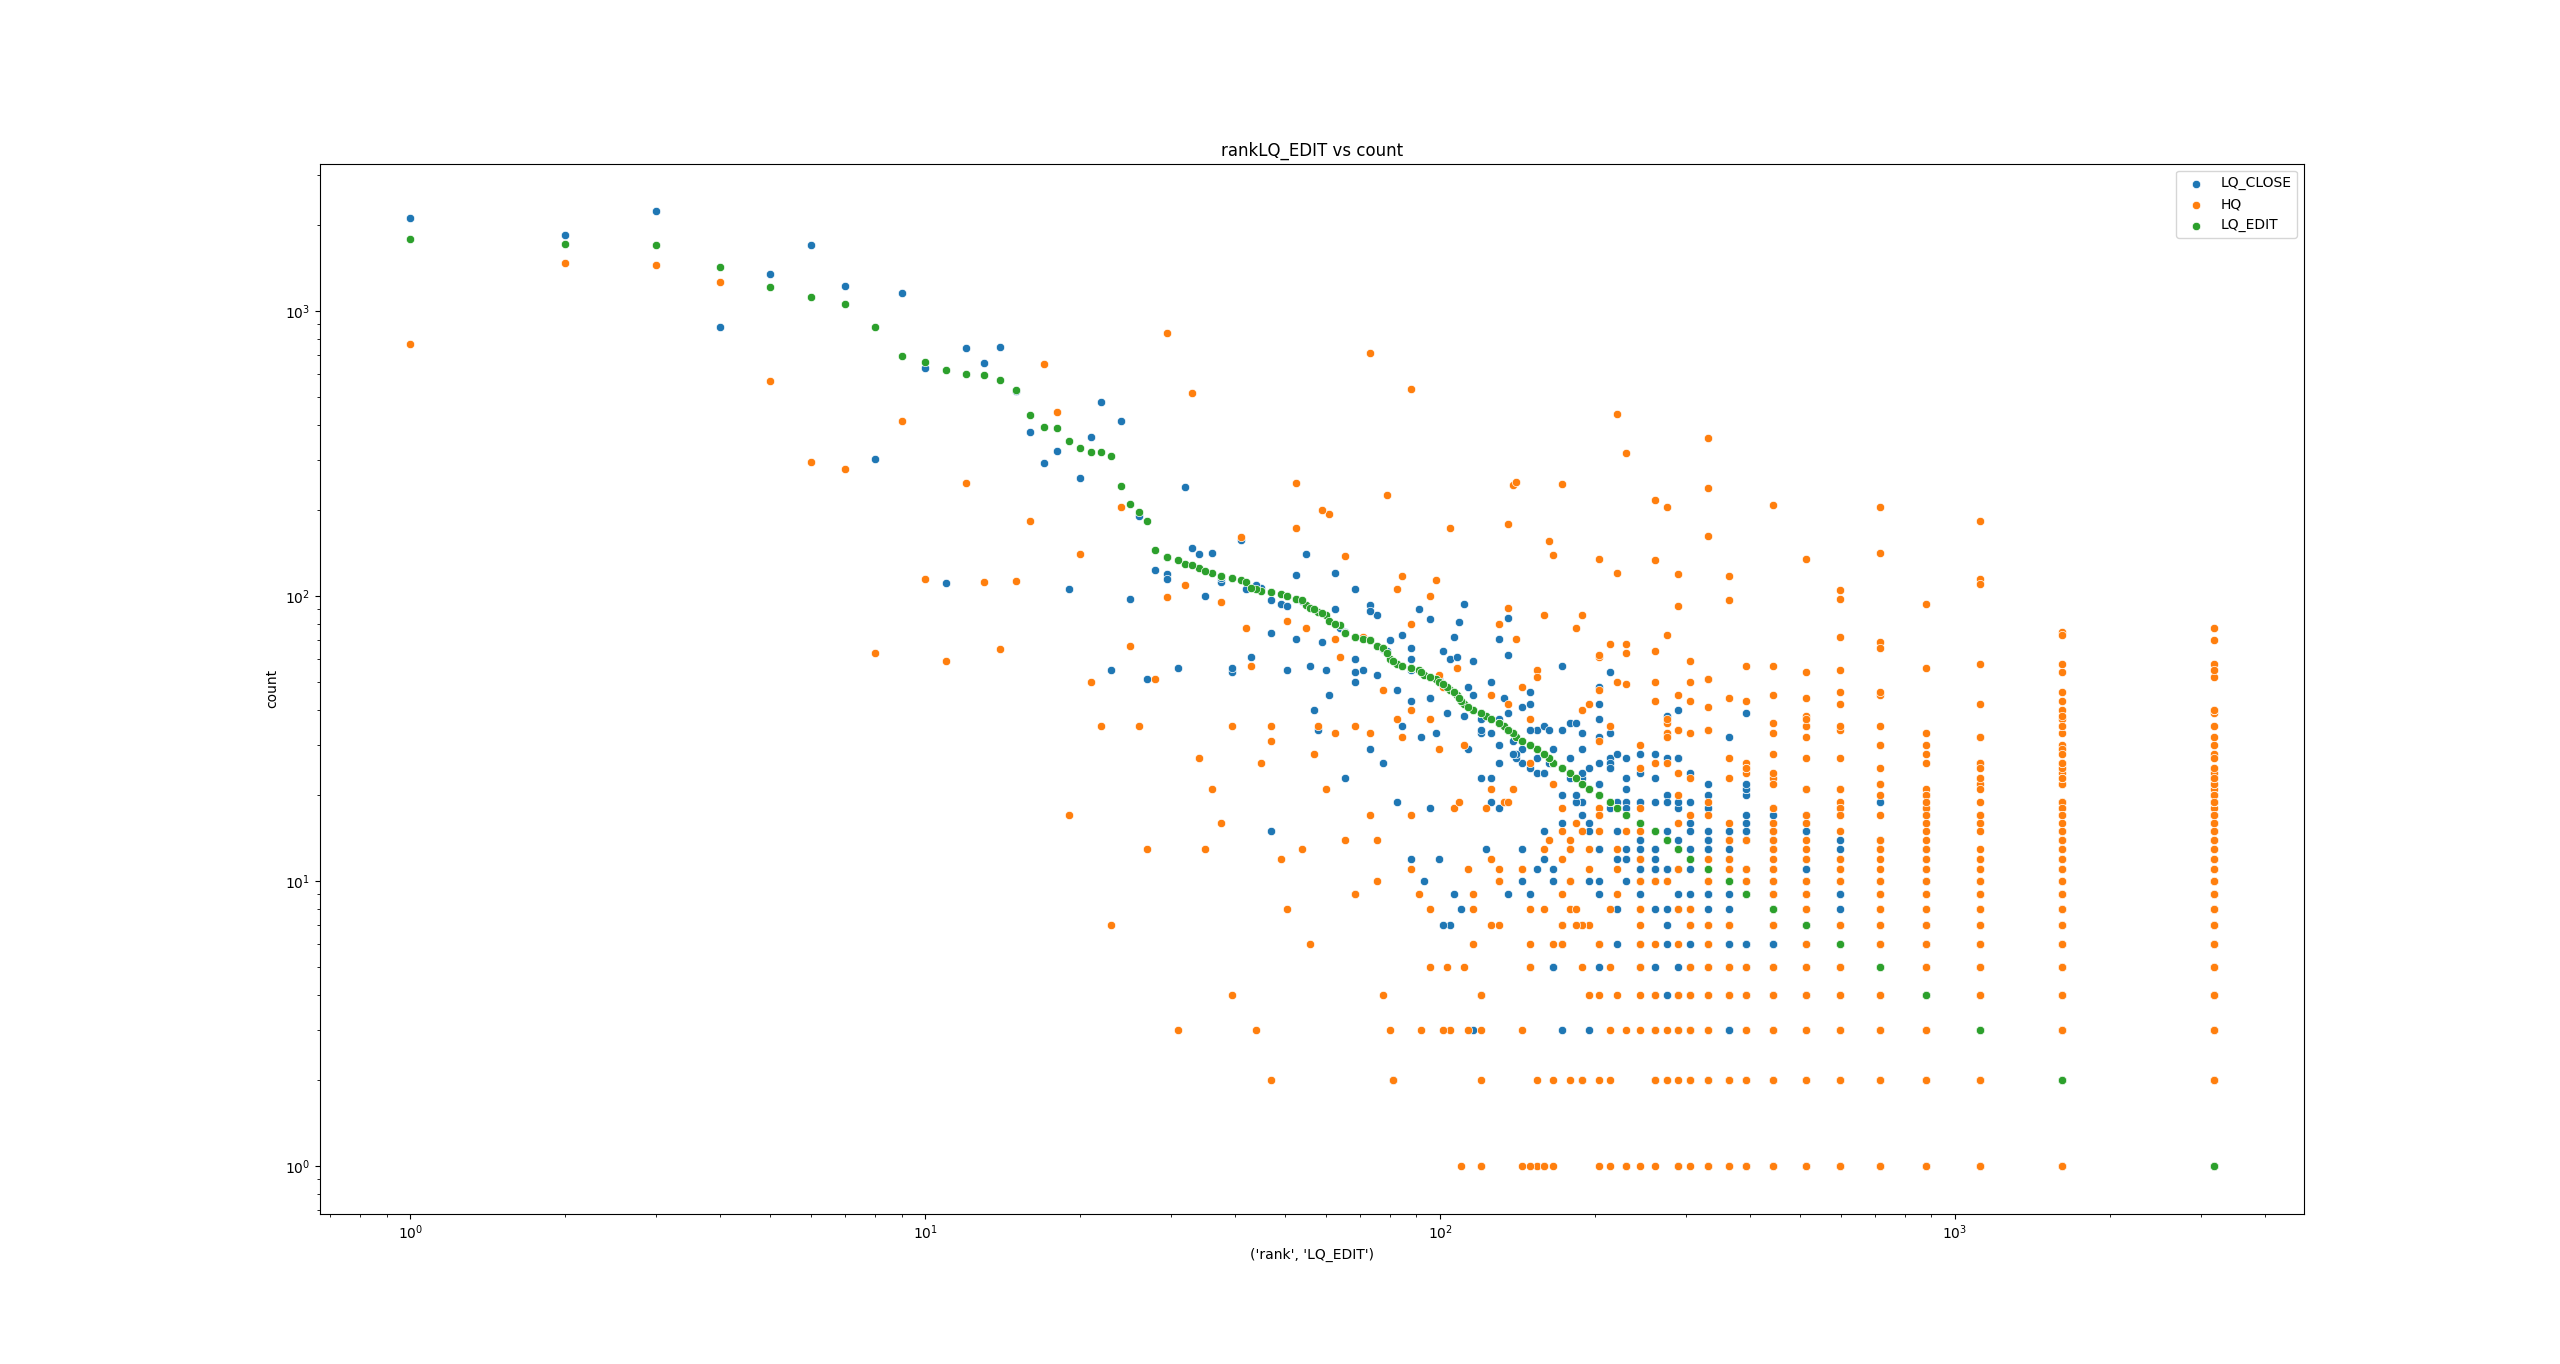 rankLQ_EDIT vs count
LQ_CLOSE
HQ
LQ_EDIT
count
10³
10²
10¹
10⁰
10⁰ 10¹ 10² 10³
('rank', 'LQ_EDIT')